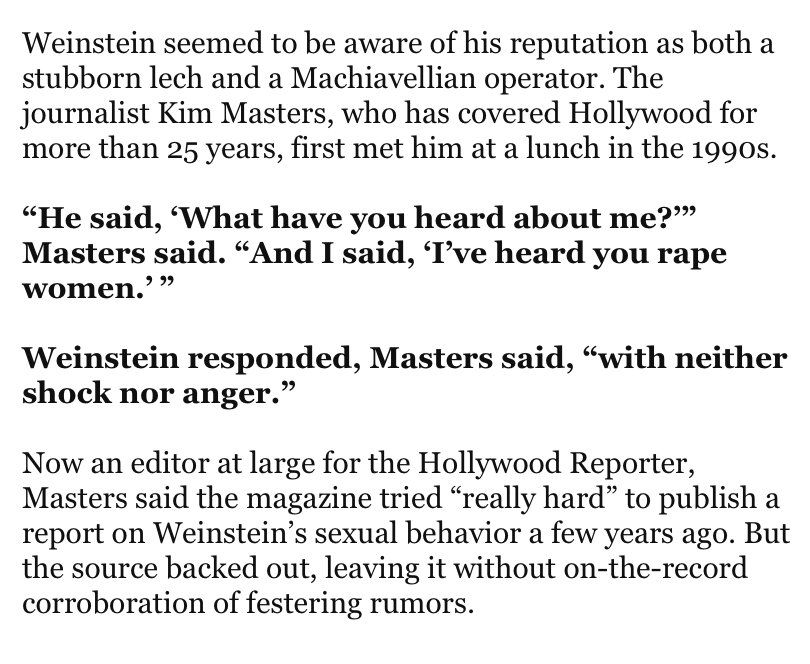 Weinstein seemed to be aware of his reputation as both a
stubborn lech and a Machiavellian operator. The
journalist Kim Masters, who has covered Hollywood for
more than 25 years, first met him at a lunch in the 1990s.
“He said, ‘What have you heard about me?’”
Masters said. “And I said, ‘I’ve heard you rape
women.’ ”
Weinstein responded, Masters said, “with neither
shock nor anger.”
Now an editor at large for the Hollywood Reporter,
Masters said the magazine tried “really hard” to publish a
report on Weinstein’s sexual behavior a few years ago. But
the source backed out, leaving it without on-the-record
corroboration of festering rumors.